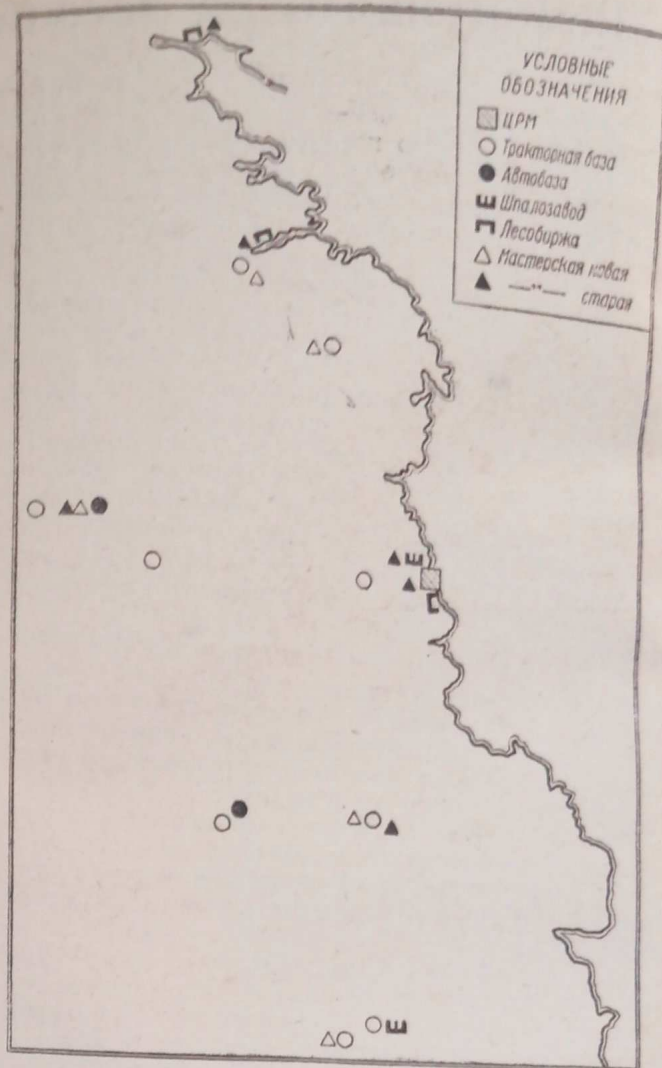 УСЛОВНЫЕ
ОБОЗНАЧЕНИЯ
ЦРМ
Тракторная база
Автобаза
Шпалозавод
Лесобиржа
Мастерская новая
—"— старая